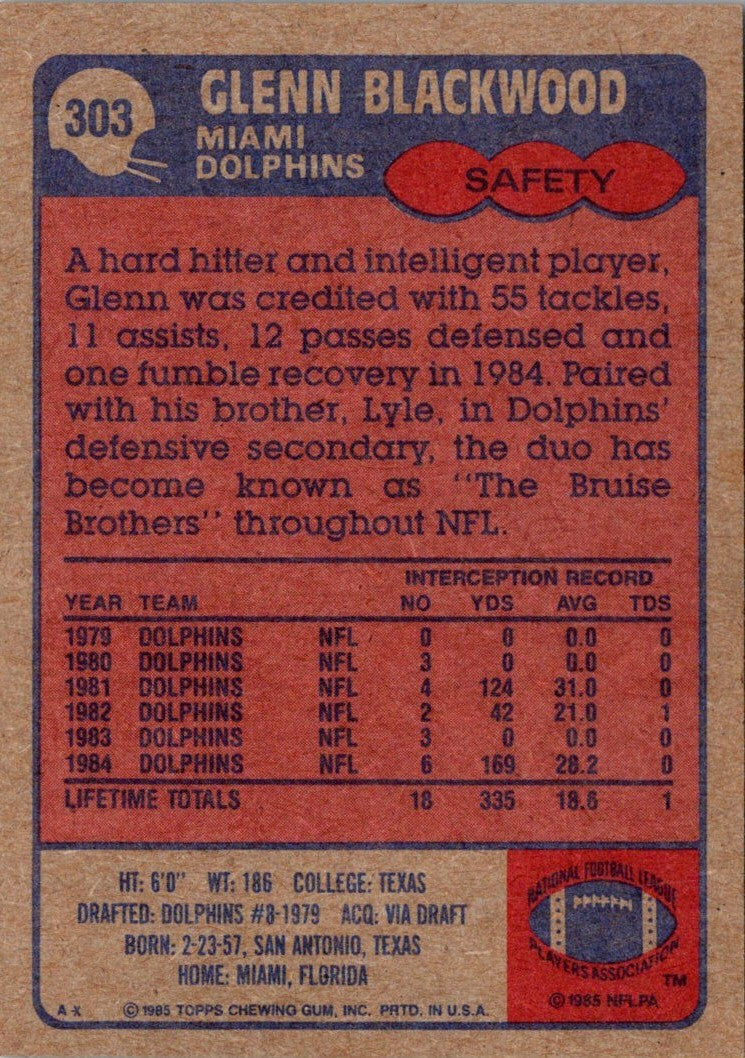 303
GLENN BLACKWOOD
MIAMI
DOLPHINS
SAFETY
A hard hitter and intelligent player,
Glenn was credited with 55 tackles,
11 assists, 12 passes defensed and
one fumble recovery in 1984. Paired
with his brother, Lyle, in Dolphins'
defensive secondary, the duo has
become known as "The Bruise
Brothers" throughout NFL.
INTERCEPTION RECORD
YEAR TEAM NO YDS AVG TDS
1979 DOLPHINS NFL 0 0 0.0 0
1980 DOLPHINS NFL 3 0 0.0 0
1981 DOLPHINS NFL 4 124 31.0 0
1982 DOLPHINS NFL 2 42 21.0 1
1983 DOLPHINS NFL 3 0 0.0 0
1984 DOLPHINS NFL 6 169 28.2 0
LIFETIME TOTALS 18 335 18.6 1
HT: 6'0" WT: 186 COLLEGE: TEXAS
DRAFTED: DOLPHINS #8-1979 ACQ: VIA DRAFT
BORN: 2-23-57, SAN ANTONIO, TEXAS
HOME: MIAMI, FLORIDA
A-X © 1985 TOPPS CHEWING GUM, INC. PRTD. IN U.S.A.
NATIONAL FOOTBALL LEAGUE
PLAYERS ASSOCIATION
TM
© 1985 NFLPA